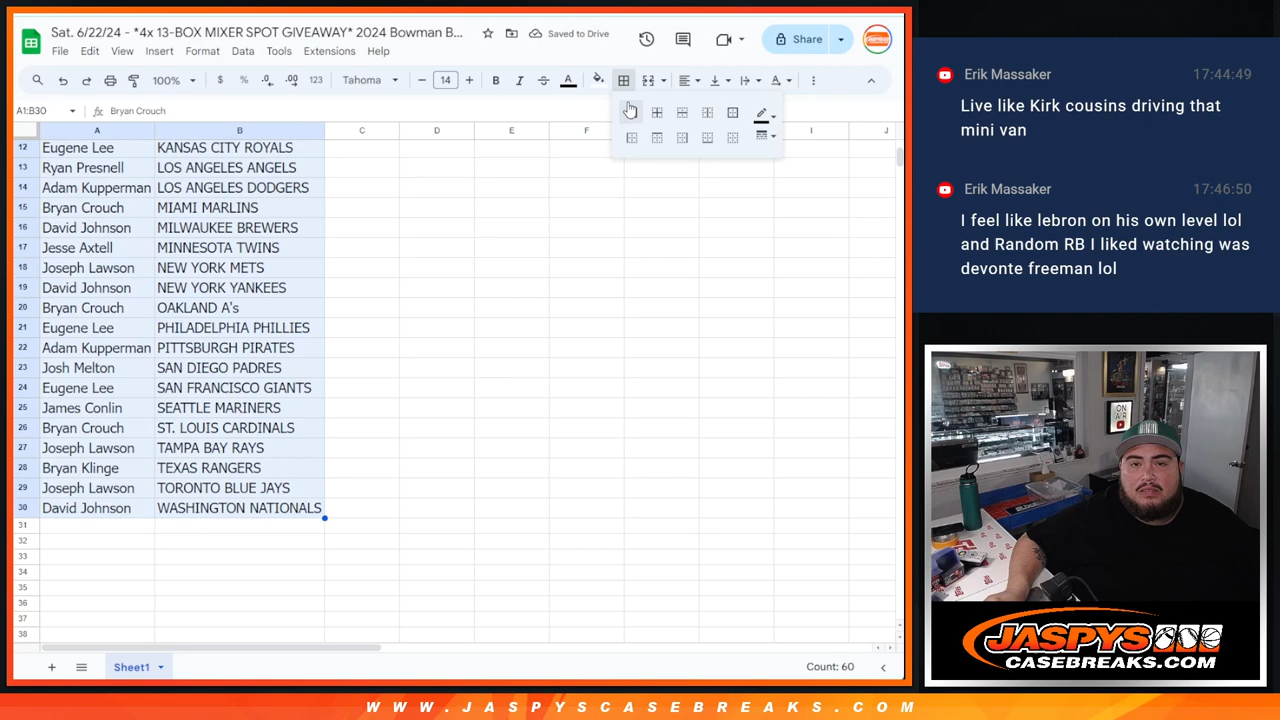 Sat. 6/22/24 - *4x 13-BOX MIXER SPOT GIVEAWAY* 2024 Bowman B...
Saved to Drive
Share
File Edit View Insert Format Data Tools Extensions Help
100% $ % .0 .00 123 Tahoma 14 B I A
A1:B30 fx Bryan Crouch
A B C D E F I J
12 Eugene Lee KANSAS CITY ROYALS
13 Ryan Presnell LOS ANGELES ANGELS
14 Adam Kupperman LOS ANGELES DODGERS
15 Bryan Crouch MIAMI MARLINS
16 David Johnson MILWAUKEE BREWERS
17 Jesse Axtell MINNESOTA TWINS
18 Joseph Lawson NEW YORK METS
19 David Johnson NEW YORK YANKEES
20 Bryan Crouch OAKLAND A's
21 Eugene Lee PHILADELPHIA PHILLIES
22 Adam Kupperman PITTSBURGH PIRATES
23 Josh Melton SAN DIEGO PADRES
24 Eugene Lee SAN FRANCISCO GIANTS
25 James Conlin SEATTLE MARINERS
26 Bryan Crouch ST. LOUIS CARDINALS
27 Joseph Lawson TAMPA BAY RAYS
28 Bryan Klinge TEXAS RANGERS
29 Joseph Lawson TORONTO BLUE JAYS
30 David Johnson WASHINGTON NATIONALS
31
32
33
34
35
36
37
38
Sheet1
Count: 60
Erik Massaker 17:44:49
Live like Kirk cousins driving that
mini van
Erik Massaker 17:46:50
I feel like lebron on his own level lol
and Random RB I liked watching was
devonte freeman lol
ON
AIR
JASPYS
CASEBREAKS.COM
WWW.JASPYSCASEBREAKS.COM